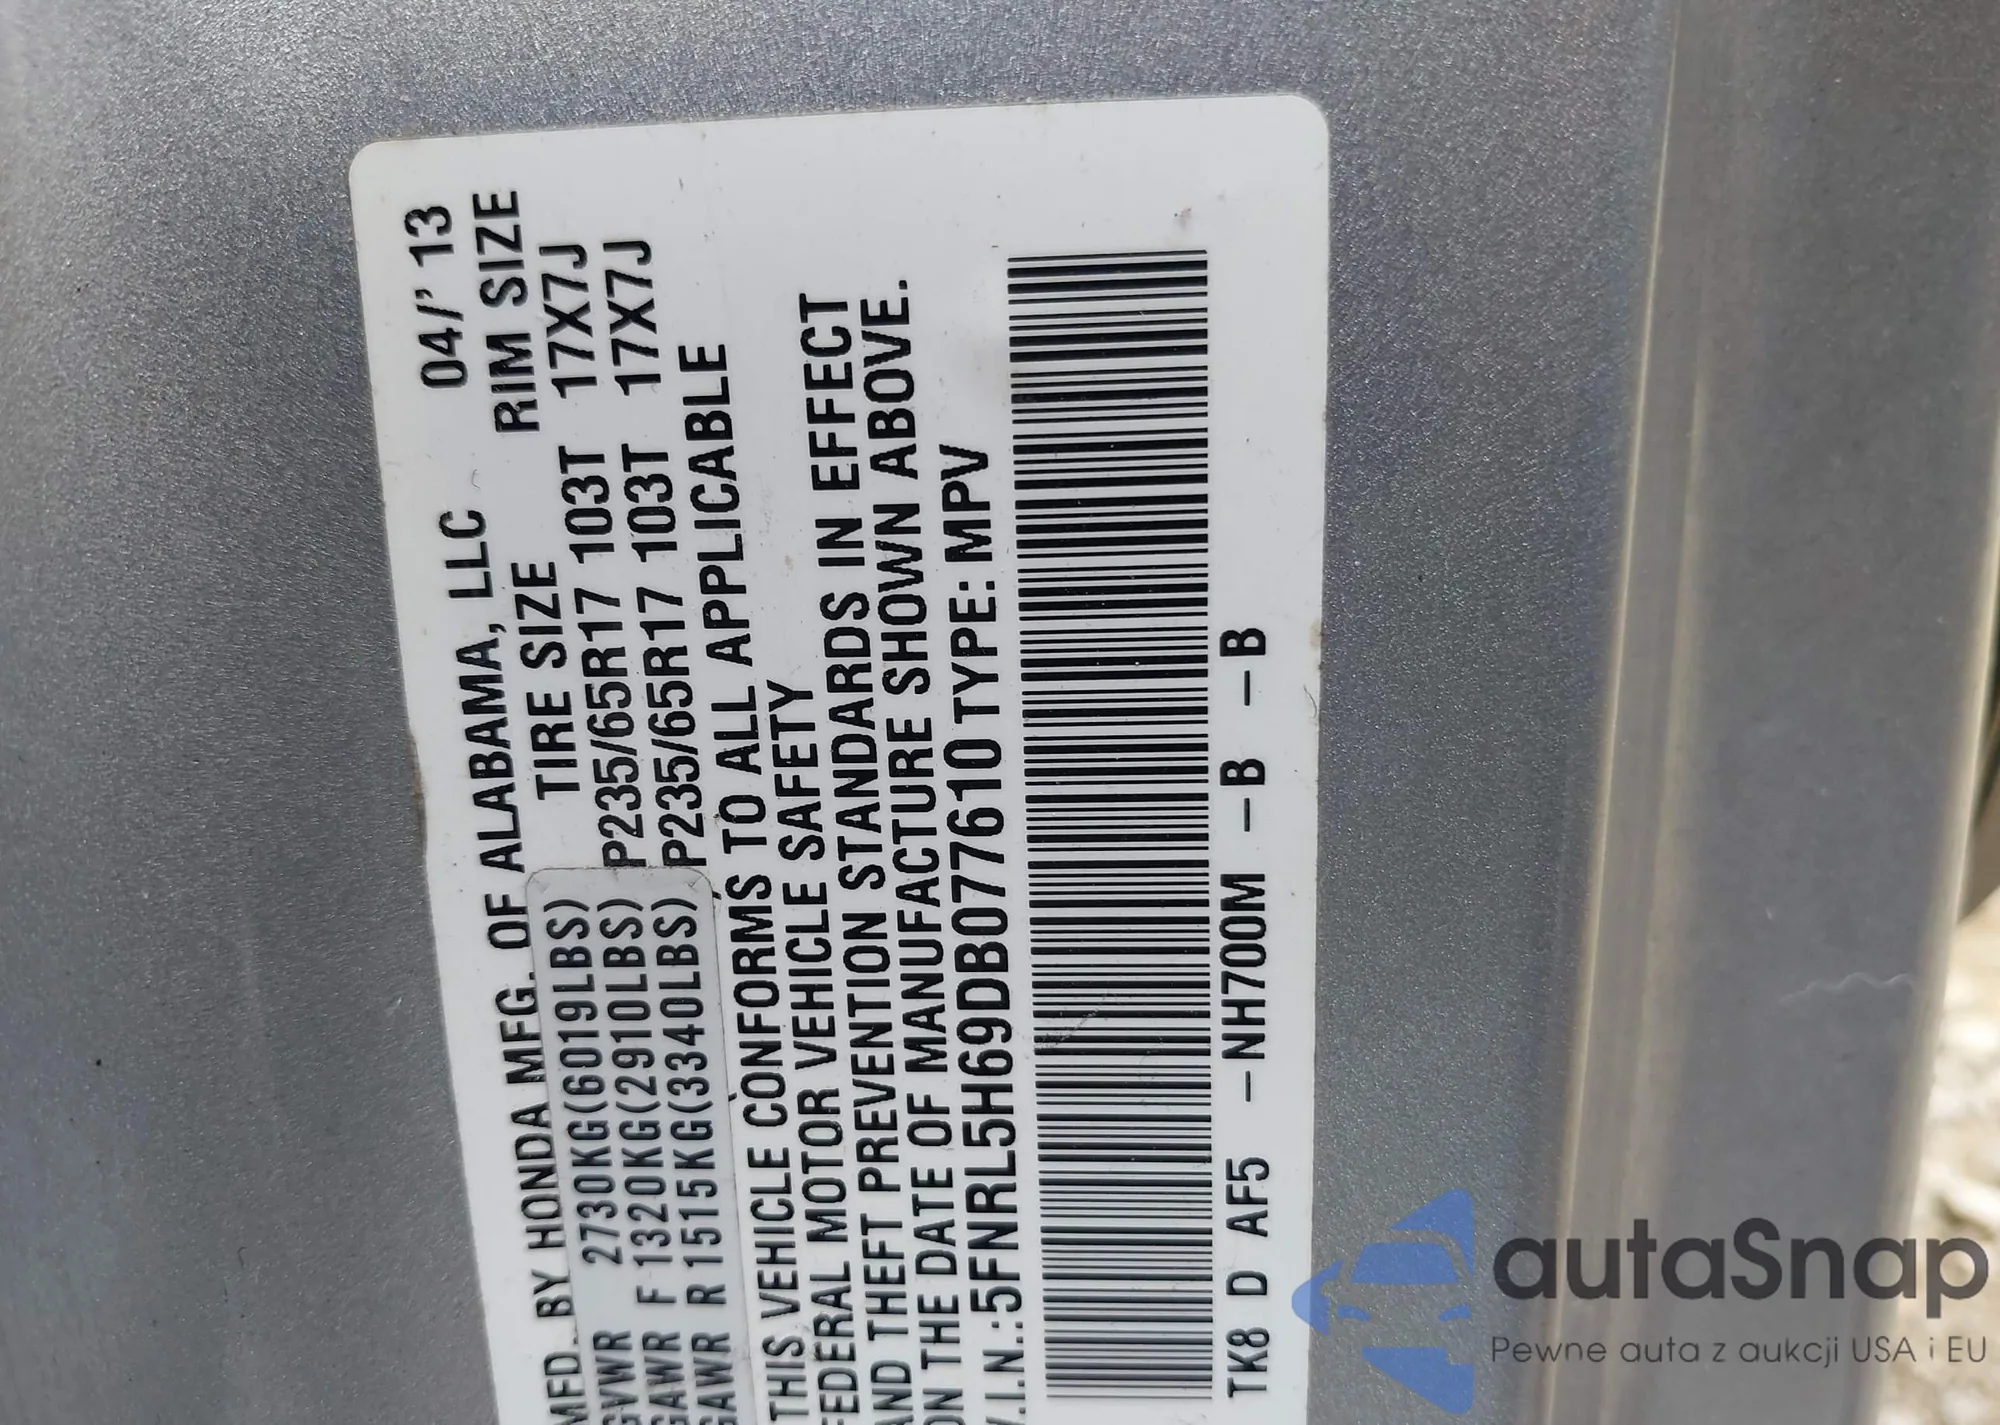 MFD. BY HONDA MFG. OF ALABAMA, LLC 04/'13
TIRE SIZE RIM SIZE
GVWR 2730KG(6019LBS)
GAWR F 1320KG(2910LBS) P235/65R17 103T 17X7J
GAWR R 1515KG(3340LBS) P235/65R17 103T 17X7J
THIS VEHICLE CONFORMS TO ALL APPLICABLE
FEDERAL MOTOR VEHICLE SAFETY
AND THEFT PREVENTION STANDARDS IN EFFECT
ON THE DATE OF MANUFACTURE SHOWN ABOVE.
V.I.N.:5FNRL5H69DB077610 TYPE: MPV
TK8 D AF5 -NH700M -B -B
autaSnap
Pewne auta z aukcji USA i EU